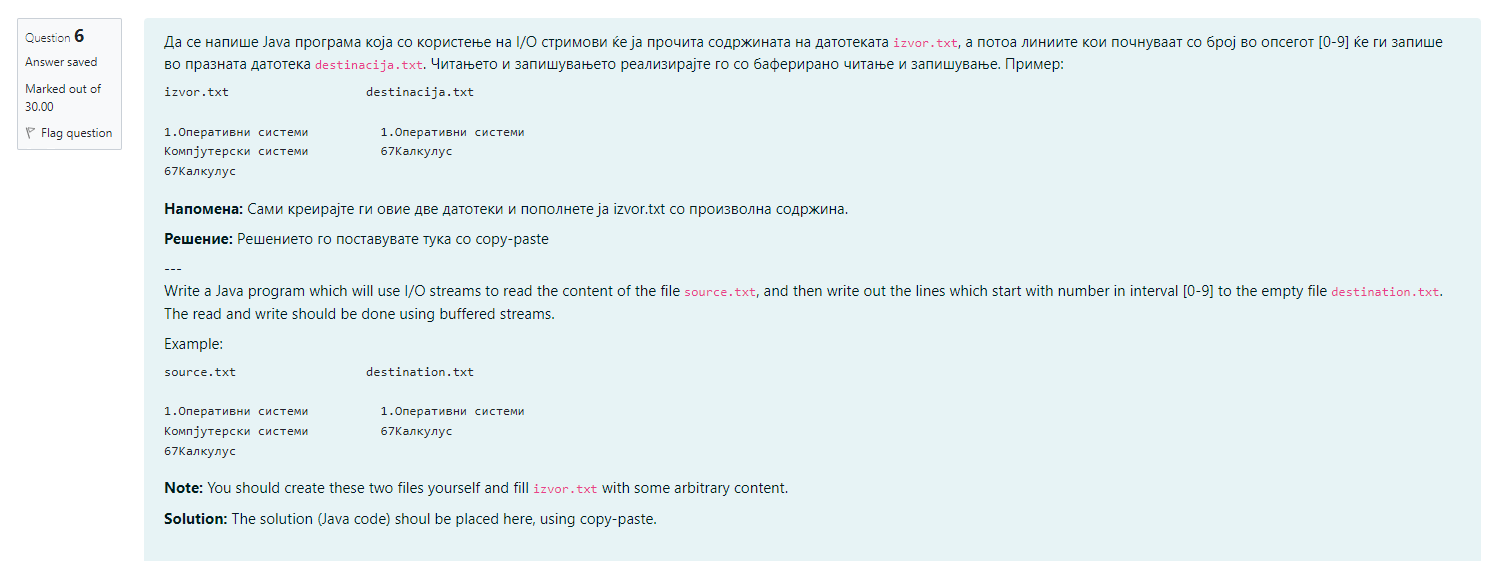 Question 6
Answer saved
Marked out of
30.00
Flag question
Да се напише Java програма која со користење на I/O стримови ќе ја прочита содржината на датотеката izvor.txt, а потоа линиите кои почнуваат со број во опсегот [0-9] ќе ги запише
во празната датотека destinacija.txt. Читањето и запишувањето реализирајте го со баферирано читање и запишување. Пример:
izvor.txt destinacija.txt
1.Оперативни системи 1.Оперативни системи
Компјутерски системи 67Калкулус
67Калкулус
Напомена: Сами креирајте ги овие две датотеки и пополнете ја izvor.txt со произволна содржина.
Решение: Решението го поставувате тука со copy-paste
---
Write a Java program which will use I/O streams to read the content of the file source.txt, and then write out the lines which start with number in interval [0-9] to the empty file destination.txt.
The read and write should be done using buffered streams.
Example:
source.txt destination.txt
1.Оперативни системи 1.Оперативни системи
Компјутерски системи 67Калкулус
67Калкулус
Note: You should create these two files yourself and fill izvor.txt with some arbitrary content.
Solution: The solution (Java code) shoul be placed here, using copy-paste.